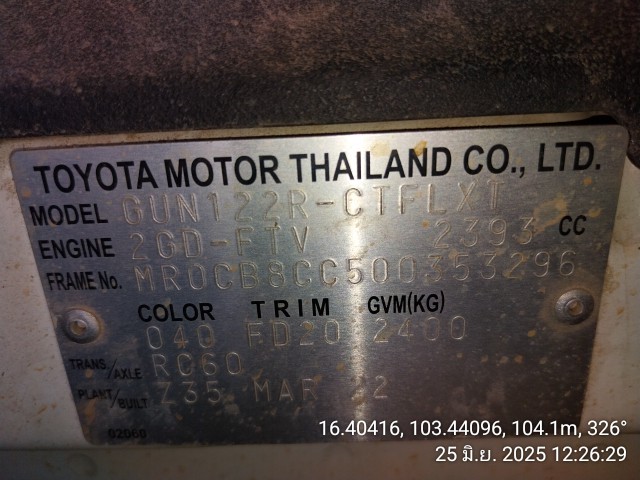 TOYOTA MOTOR THAILAND CO., LTD.
MODEL GUN122R-CTFLXT
ENGINE 2GD-FTV 2393 CC
FRAME No. MR0CB8CC500353296
COLOR TRIM GVM(KG)
040 FD20 2400
TRANS/AXLE RC60
PLANT/BUILT Z35 MAR 22
02060
16.40416, 103.44096, 104.1m, 326°
25 มิ.ย. 2025 12:26:29